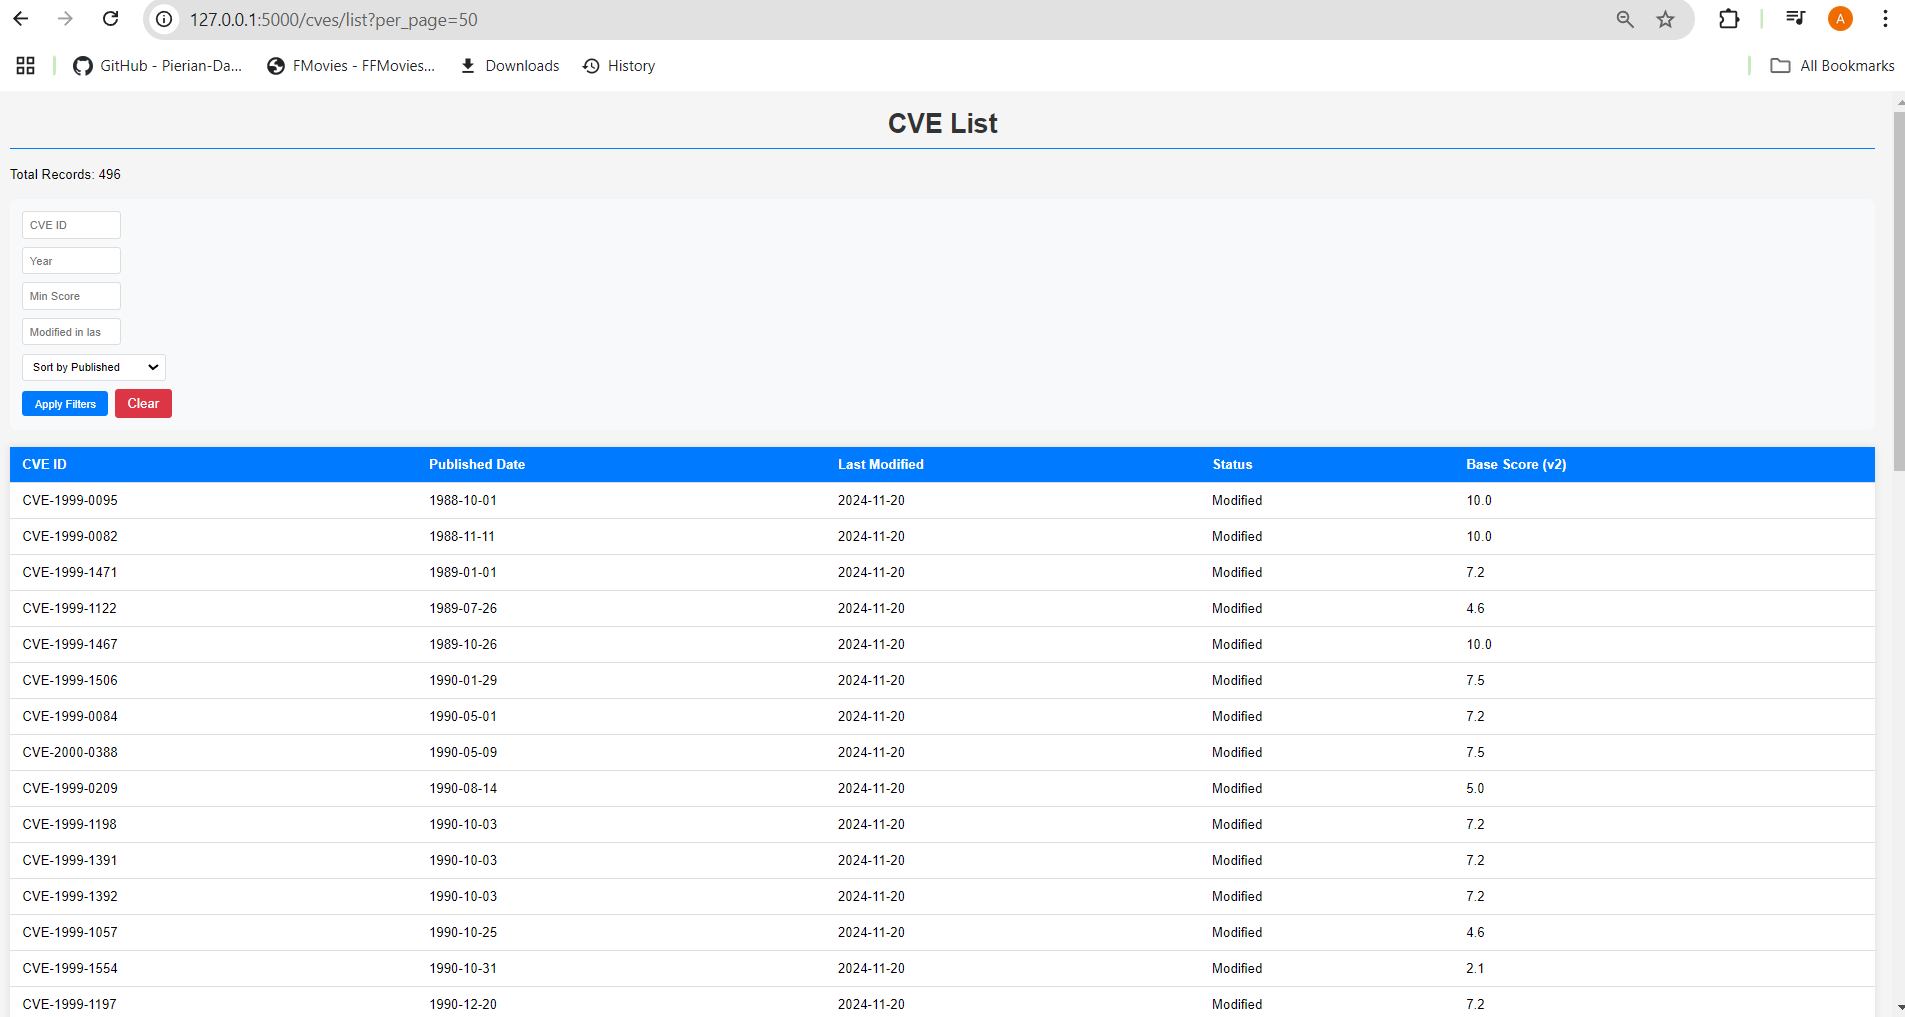 127.0.0.1:5000/cves/list?per_page=50
A
GitHub - Pierian-Da... FMovies - FFMovies... Downloads History All Bookmarks
CVE List
Total Records: 496
CVE ID
Year
Min Score
Modified in las
Sort by Published
Apply Filters Clear
CVE ID Published Date Last Modified Status Base Score (v2)
CVE-1999-0095 1988-10-01 2024-11-20 Modified 10.0
CVE-1999-0082 1988-11-11 2024-11-20 Modified 10.0
CVE-1999-1471 1989-01-01 2024-11-20 Modified 7.2
CVE-1999-1122 1989-07-26 2024-11-20 Modified 4.6
CVE-1999-1467 1989-10-26 2024-11-20 Modified 10.0
CVE-1999-1506 1990-01-29 2024-11-20 Modified 7.5
CVE-1999-0084 1990-05-01 2024-11-20 Modified 7.2
CVE-2000-0388 1990-05-09 2024-11-20 Modified 7.5
CVE-1999-0209 1990-08-14 2024-11-20 Modified 5.0
CVE-1999-1198 1990-10-03 2024-11-20 Modified 7.2
CVE-1999-1391 1990-10-03 2024-11-20 Modified 7.2
CVE-1999-1392 1990-10-03 2024-11-20 Modified 7.2
CVE-1999-1057 1990-10-25 2024-11-20 Modified 4.6
CVE-1999-1554 1990-10-31 2024-11-20 Modified 2.1
CVE-1999-1197 1990-12-20 2024-11-20 Modified 7.2